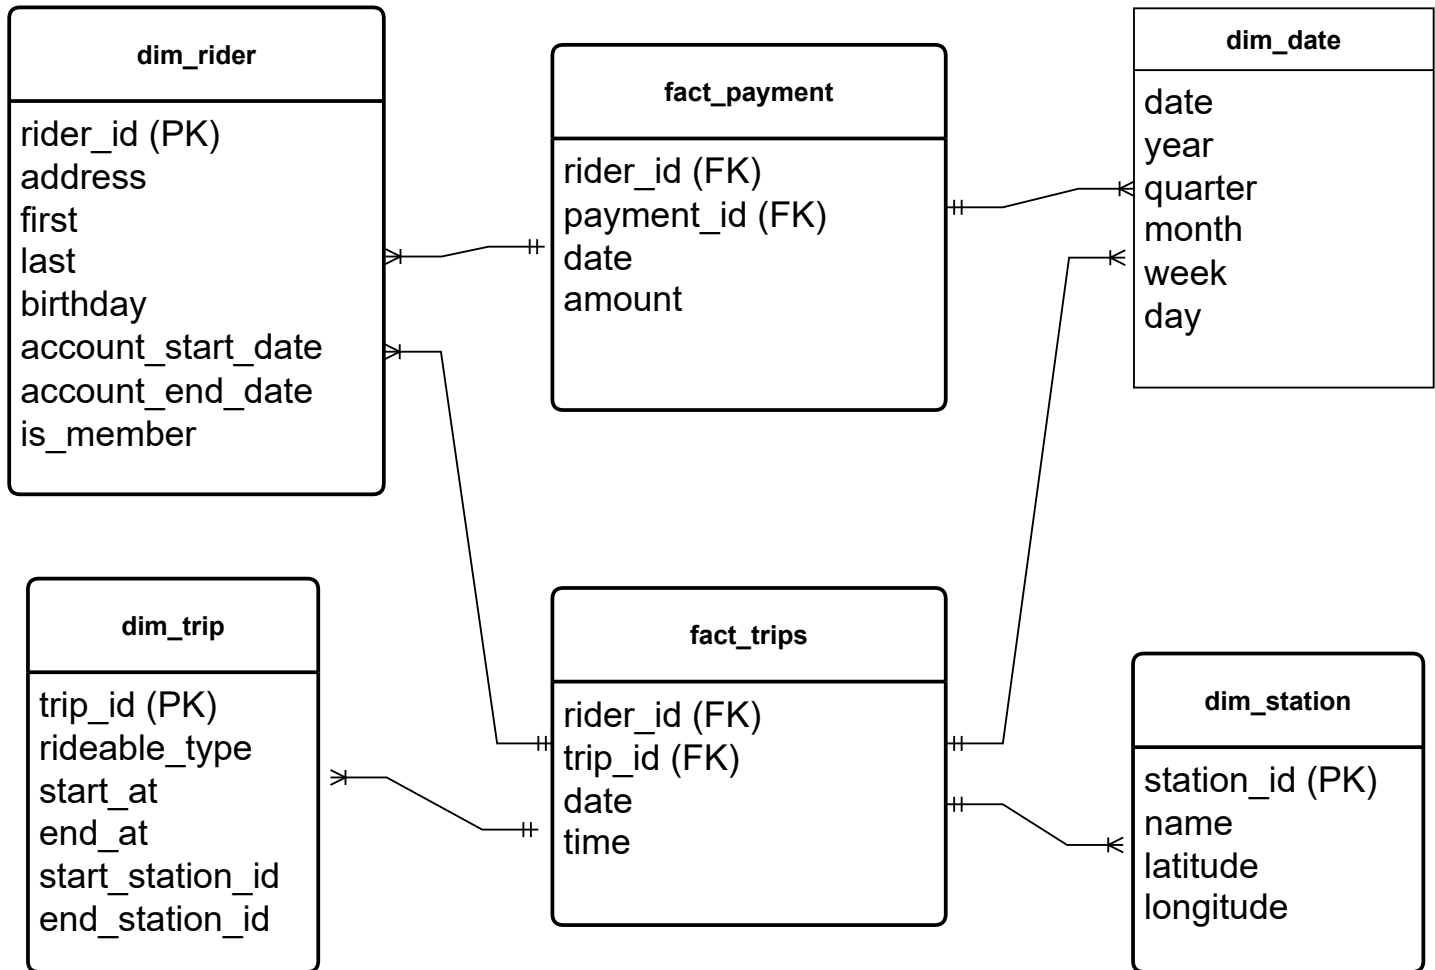 dim_rider
rider_id (PK)
address
first
last
birthday
account_start_date
account_end_date
is_member
fact_payment
rider_id (FK)
payment_id (FK)
date
amount
dim_date
date
year
quarter
month
week
day
dim_trip
trip_id (PK)
rideable_type
start_at
end_at
start_station_id
end_station_id
fact_trips
rider_id (FK)
trip_id (FK)
date
time
dim_station
station_id (PK)
name
latitude
longitude